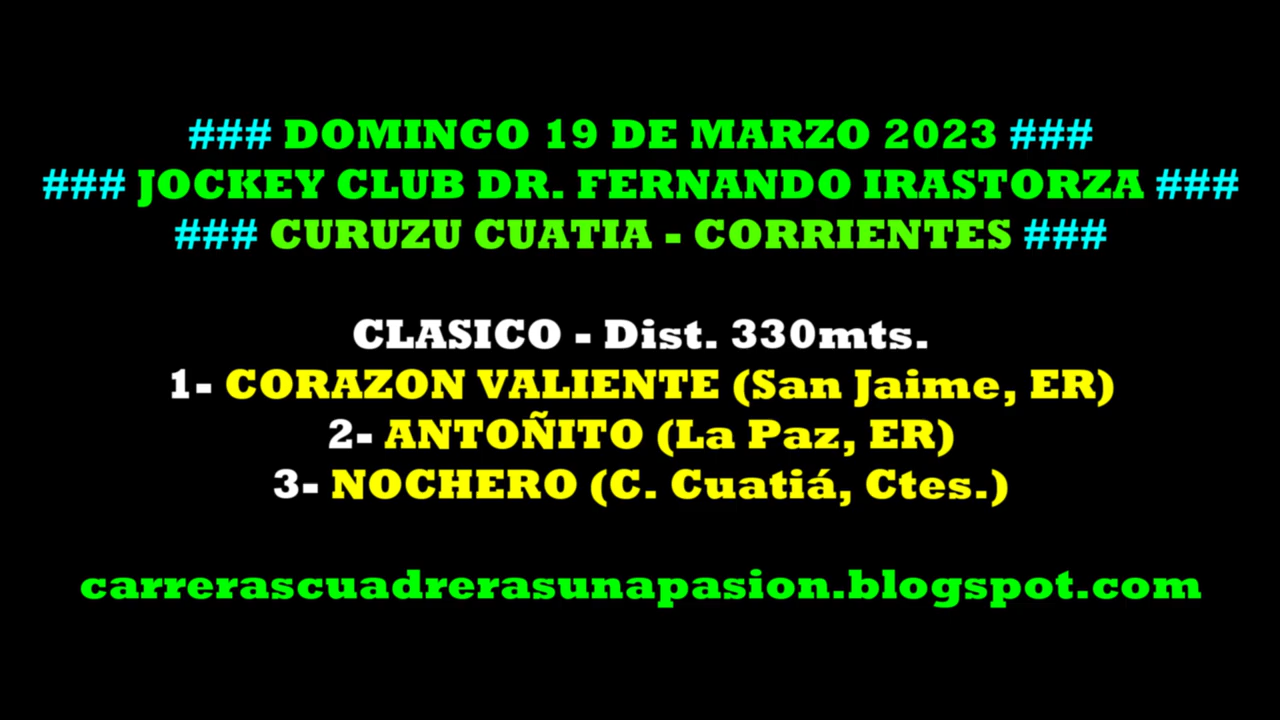 ### DOMINGO 19 DE MARZO 2023 ###
### JOCKEY CLUB DR. FERNANDO IRASTORZA ###
### CURUZU CUATIA - CORRIENTES ###
CLASICO - Dist. 330mts.
1- CORAZON VALIENTE (San Jaime, ER)
2- ANTOÑITO (La Paz, ER)
3- NOCHERO (C. Cuatiá, Ctes.)
carrerascuadrerasunapasion.blogspot.com